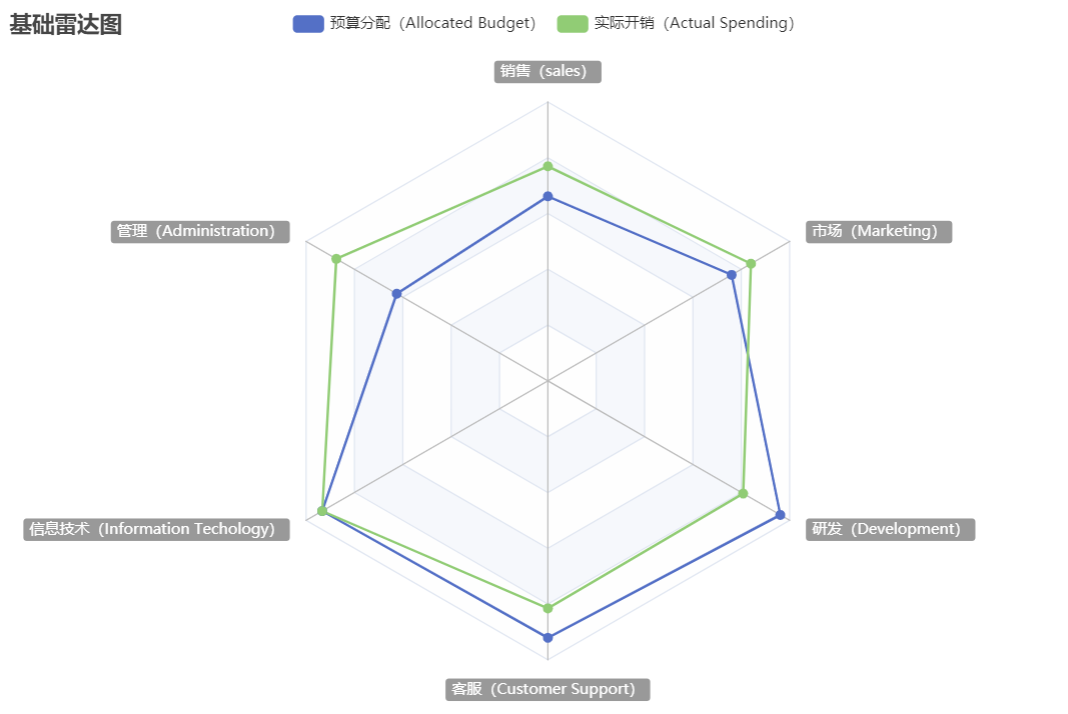 基础雷达图
预算分配（Allocated Budget）
实际开销（Actual Spending）
销售（sales）
管理（Administration）
市场（Marketing）
信息技术（Information Techology）
研发（Development）
客服（Customer Support）